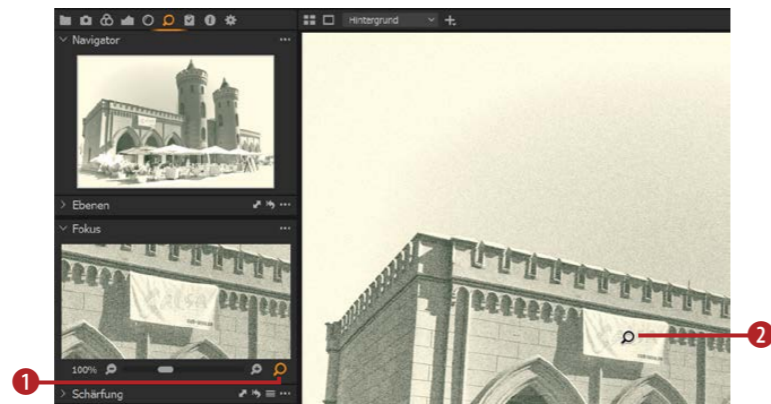 Hintergrund
Navigator
Ebenen
Fokus
100%
1
2
Schärfung